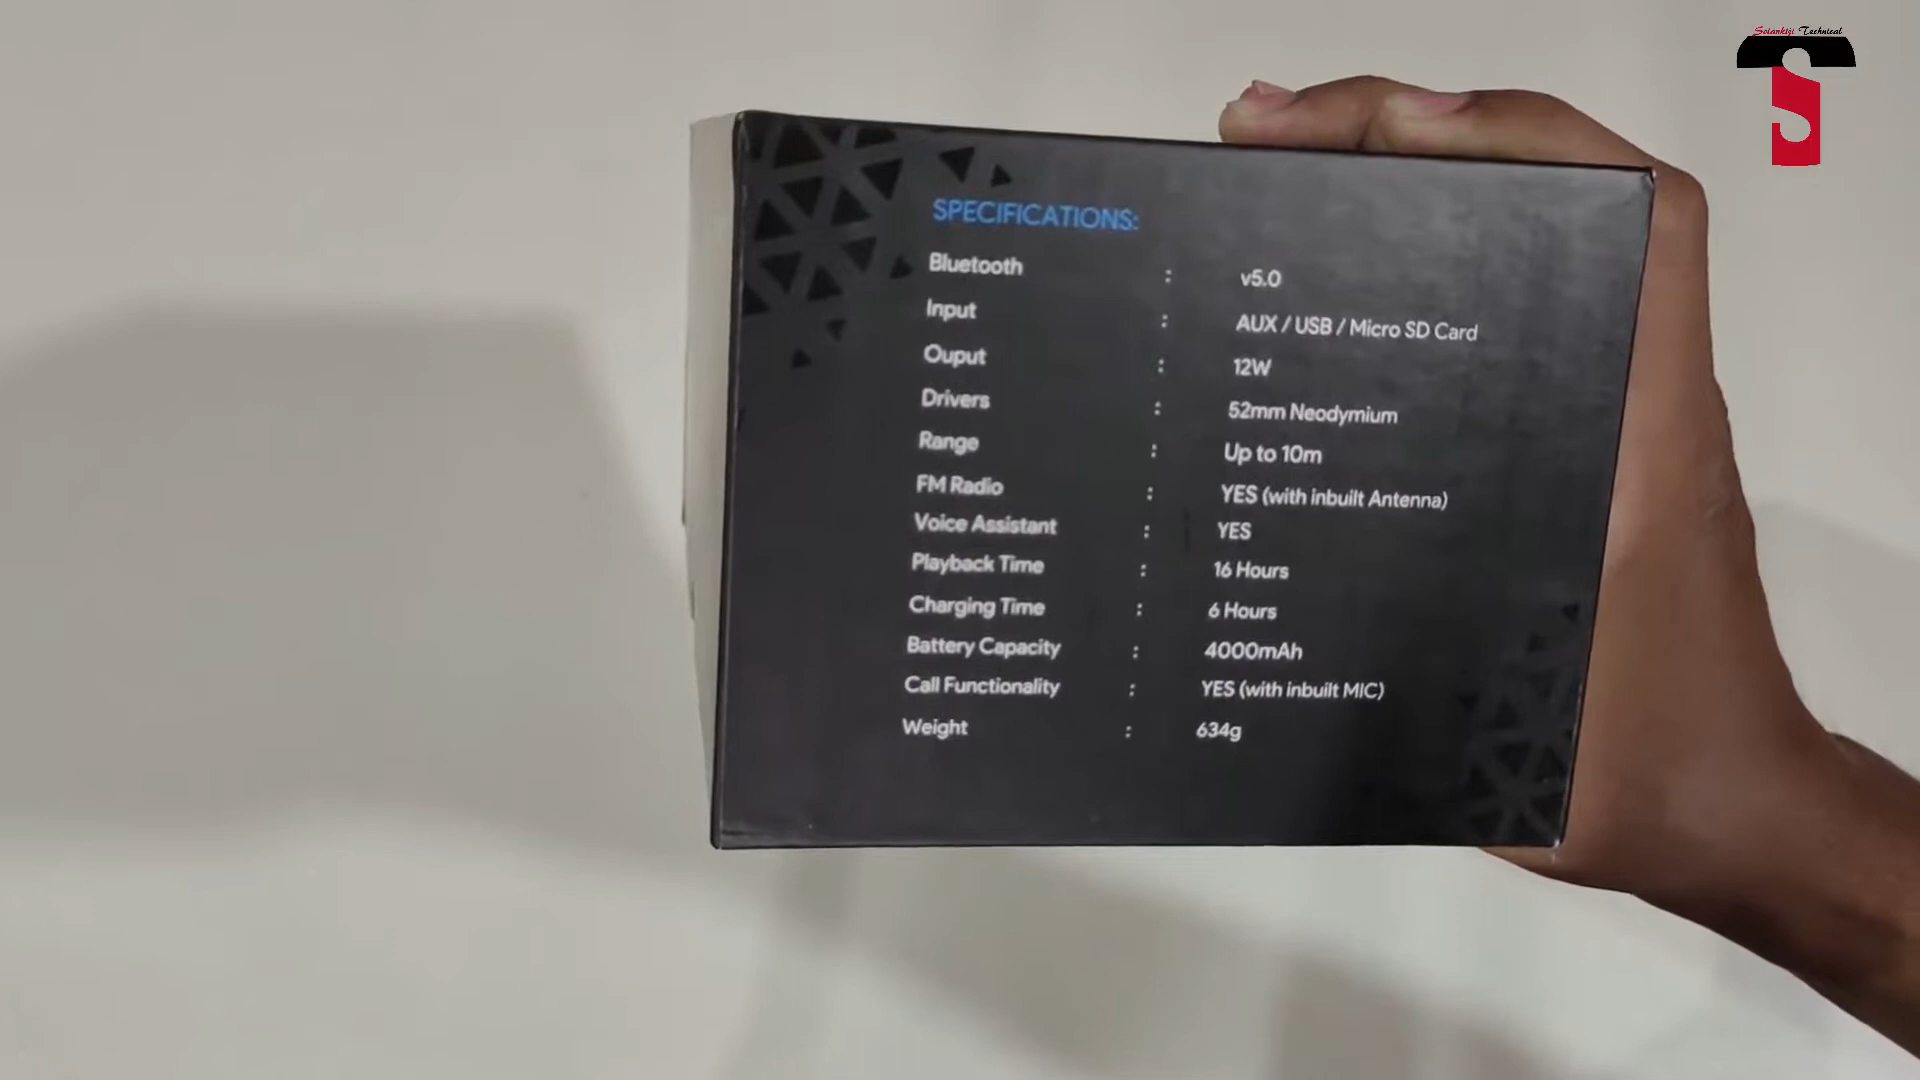 Solankiji Technical
SPECIFICATIONS:
Bluetooth : v5.0
Input : AUX / USB / Micro SD Card
Ouput : 12W
Drivers : 52mm Neodymium
Range : Up to 10m
FM Radio : YES (with inbuilt Antenna)
Voice Assistant : YES
Playback Time : 16 Hours
Charging Time : 6 Hours
Battery Capacity : 4000mAh
Call Functionality : YES (with inbuilt MIC)
Weight : 634g